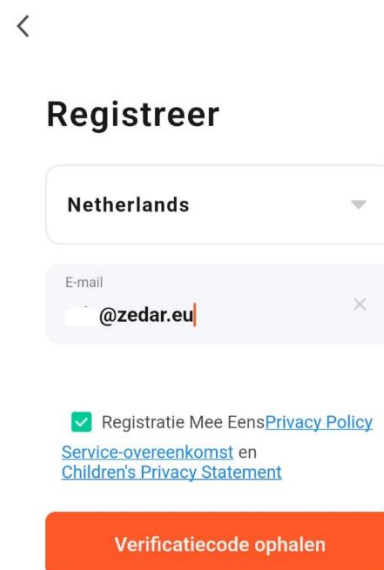 Registreer
Netherlands
E-mail
@zedar.eu
Registratie Mee EensPrivacy Policy
Service-overeenkomst en
Children's Privacy Statement
Verificatiecode ophalen